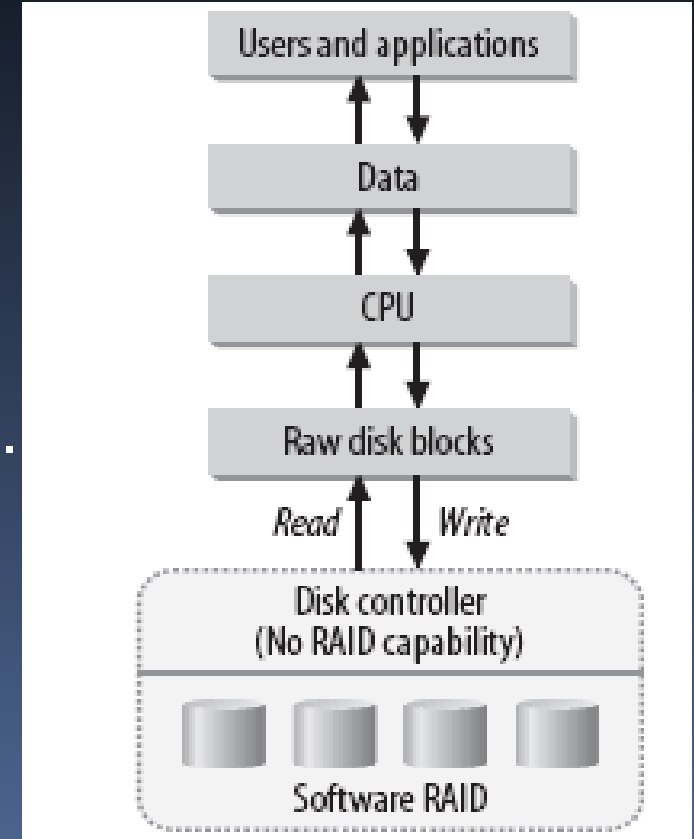 Users and applications
Data
CPU
Raw disk blocks
Read Write
Disk controller
(No RAID capability)
Software RAID